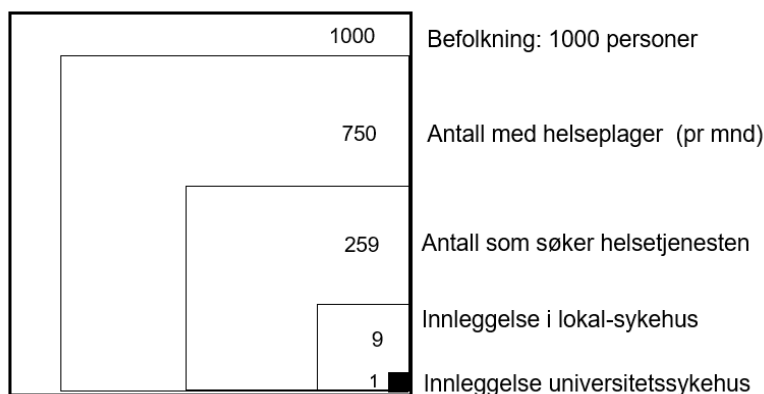 1000 Befolkning: 1000 personer
750 Antall med helseplager (pr mnd)
259 Antall som søker helsetjenesten
Innleggelse i lokal-sykehus
9
1 Innleggelse universitetssykehus